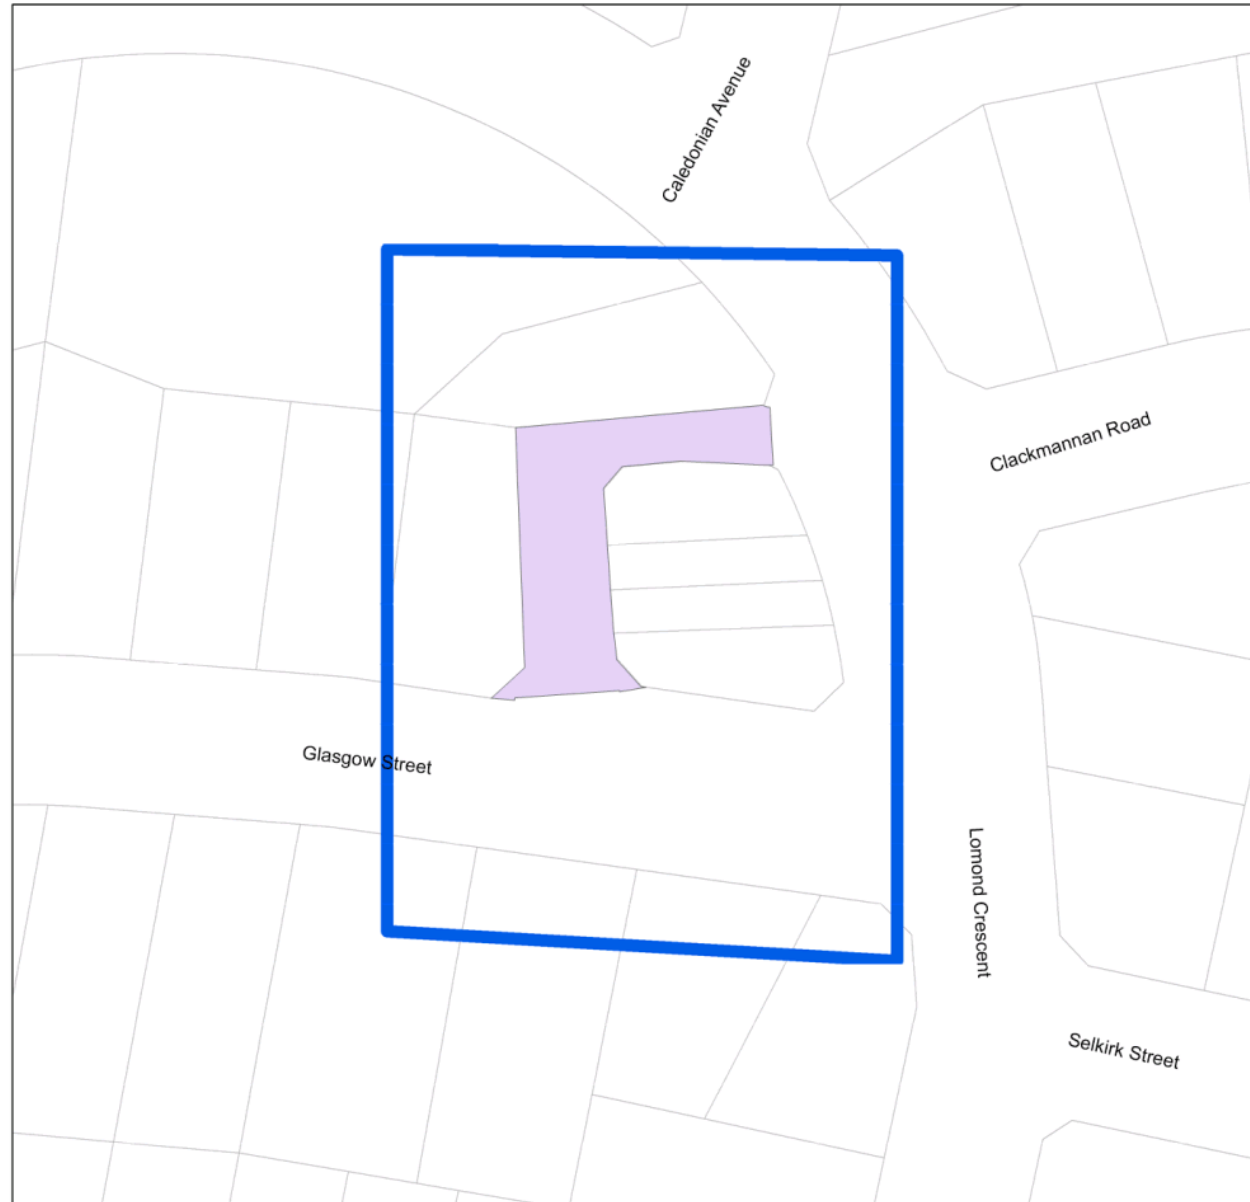 Caledonian Avenue
Clackmannan Road
Glasgow Street
Lomond Crescent
Selkirk Street